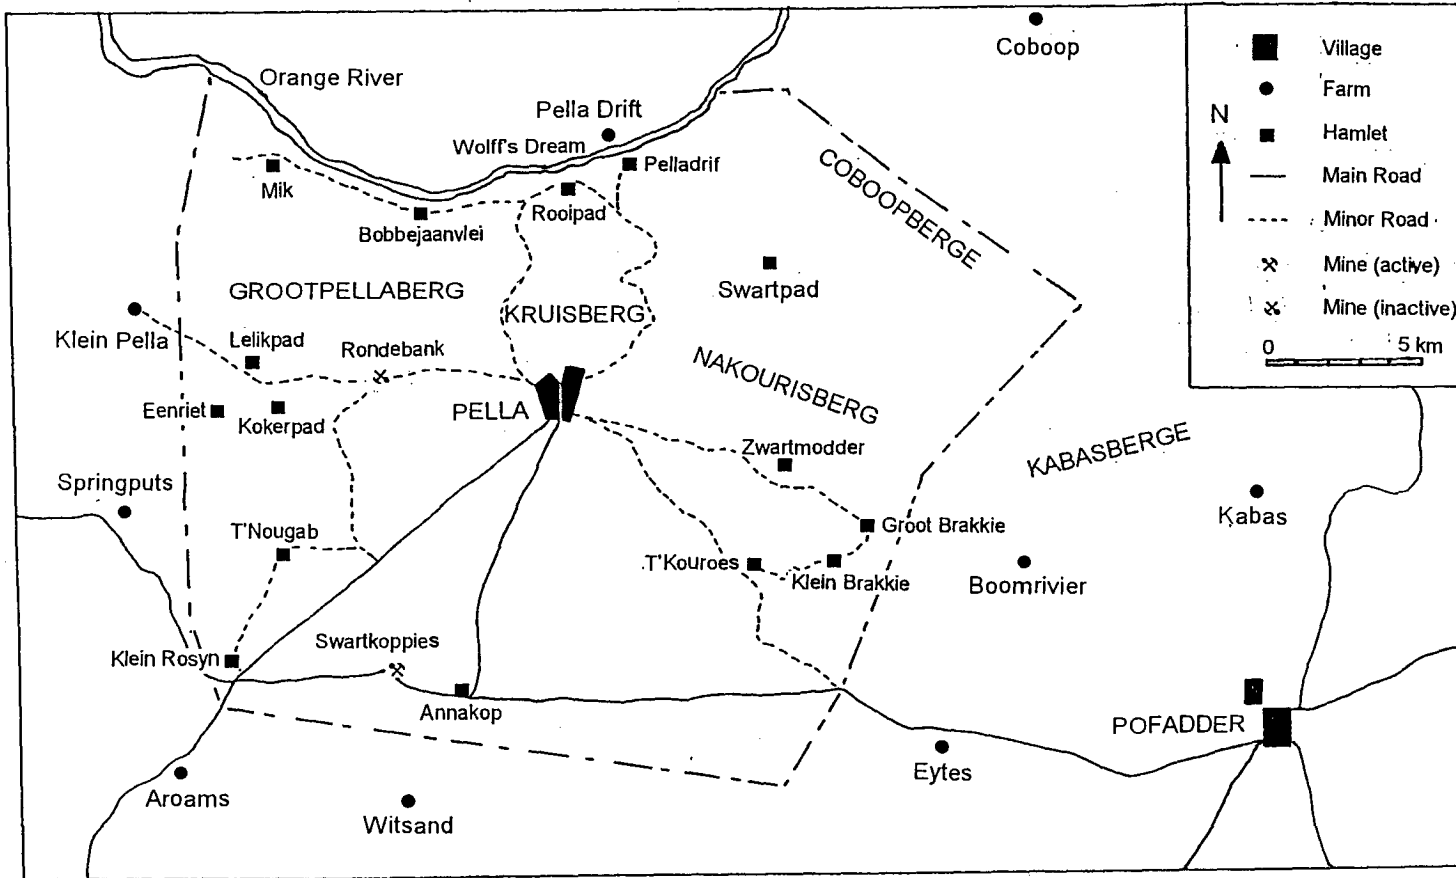 Coboop
Orange River
Pella Drift
Wolff's Dream
Pelladrif
Mik
Rooipad
Bobbejaanvlei
COBOOPBERGE
GROOTPELLABERG
KRUISBERG
Swartpad
Klein Pella
Lelikpad
Rondebank
NAKOURISBERG
Eenriet
Kokerpad
PELLA
Zwartmodder
KABASBERGE
Springputs
Kabas
T'Nougab
Groot Brakkie
T'Kouroes
Klein Brakkie
Boomrivier
Klein Rosyn
Swartkoppies
Annakop
POFADDER
Eytes
Aroams
Witsand
N
Village
Farm
Hamlet
Main Road
Minor Road
Mine (active)
Mine (inactive)
0 5 km